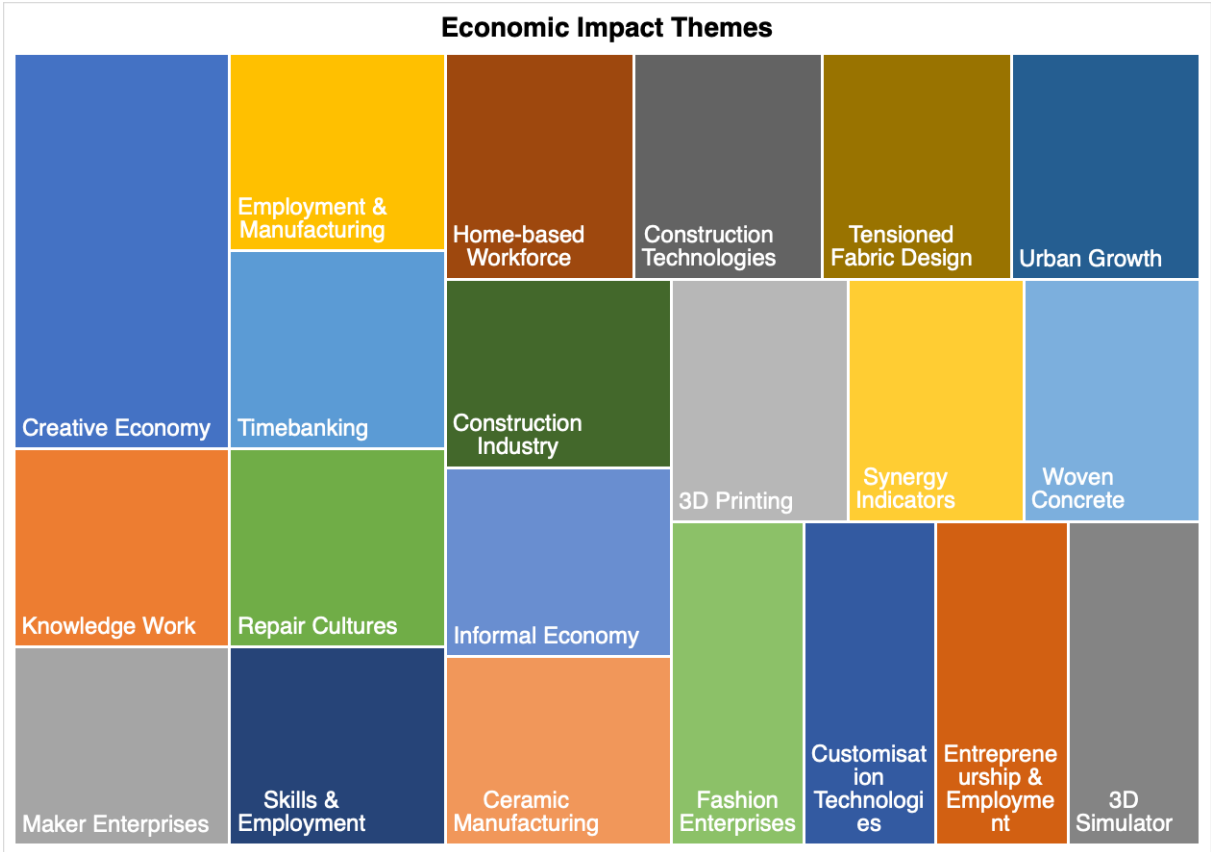 Economic Impact Themes
Creative Economy
Employment &
Manufacturing
Timebanking
Knowledge Work
Repair Cultures
Maker Enterprises
Skills &
Employment
Home-based
Workforce
Construction
Technologies
Tensioned
Fabric Design
Urban Growth
Construction
Industry
Informal Economy
Ceramic
Manufacturing
3D Printing
Synergy
Indicators
Woven
Concrete
Fashion
Enterprises
Customisat
ion
Technologi
es
Entreprene
urship &
Employme
nt
3D
Simulator